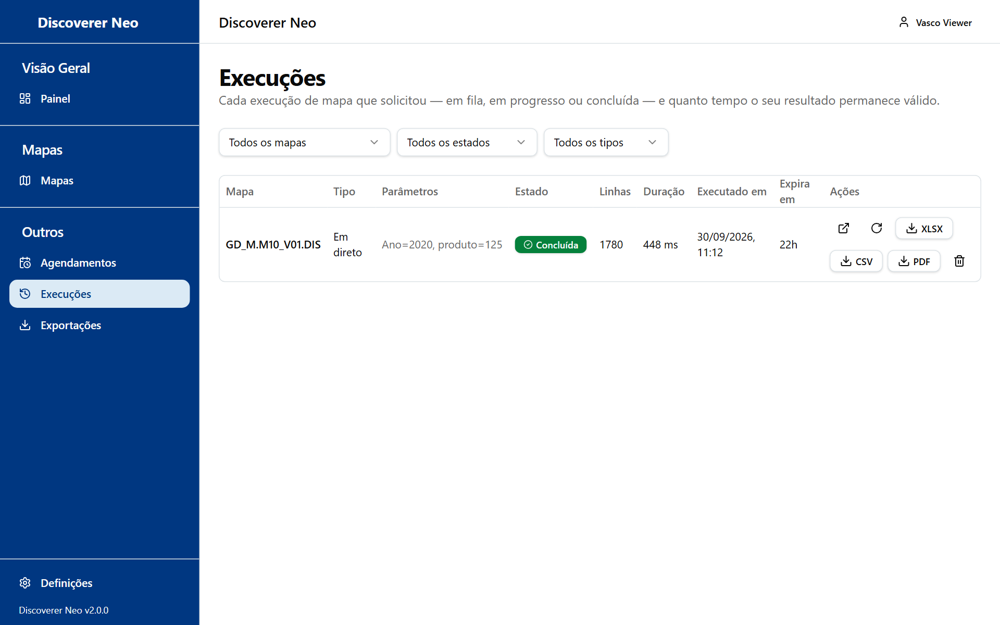 Discoverer Neo
Discoverer Neo
Vasco Viewer
Visão Geral
Painel
Mapas
Mapas
Outros
Agendamentos
Execuções
Exportações
Definições
Discoverer Neo v2.0.0
Execuções
Cada execução de mapa que solicitou — em fila, em progresso ou concluída — e quanto tempo o seu resultado permanece válido.
Todos os mapas
Todos os estados
Todos os tipos
Mapa
Tipo
Parâmetros
Estado
Linhas
Duração
Executado em
Expira
em
Ações
GD_M.M10_V01.DIS
Em
direto
Ano=2020, produto=125
Concluída
1780
448 ms
30/09/2026,
11:12
22h
XLSX
CSV
PDF